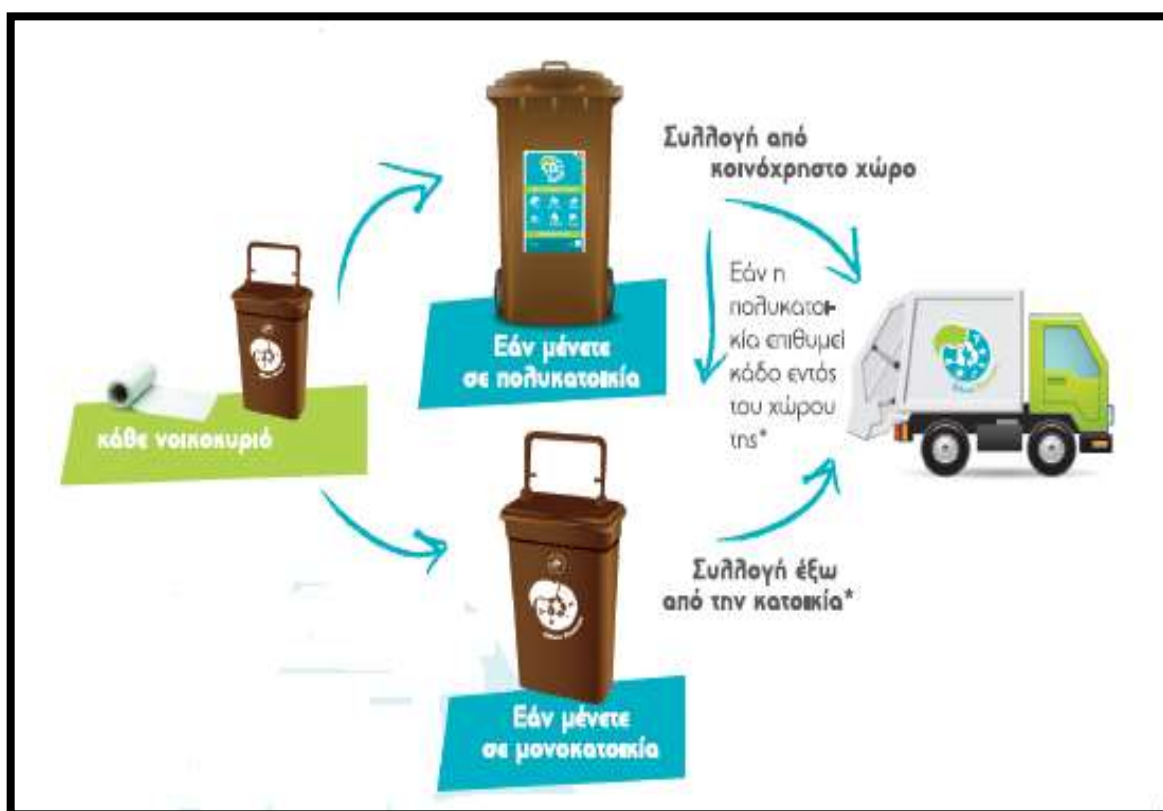 κάθε νοικοκυριό
Εάν μένετε
σε πολυκατοικία
Συλλογή από
κοινόχρηστο χώρο
Εάν η
πολυκατοι-
κία επιθυμεί
κάδο εντός
του χώρου
της*
Συλλογή έξω
από την κατοικία*
Εάν μένετε
σε μονοκατοικία